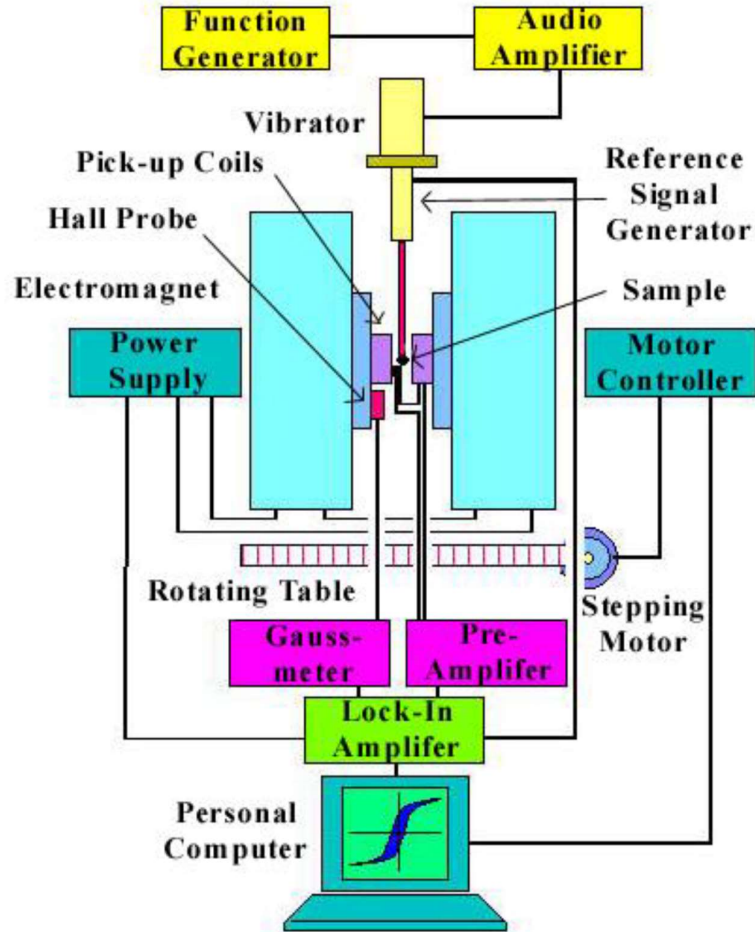 Function
Generator
Audio
Amplifier
Vibrator
Pick-up Coils
Hall Probe
Electromagnet
Reference
Signal
Generator
Sample
Power
Supply
Motor
Controller
Rotating Table
Stepping
Motor
Gauss-
meter
Pre-
Amplifer
Lock-In
Amplifer
Personal
Computer